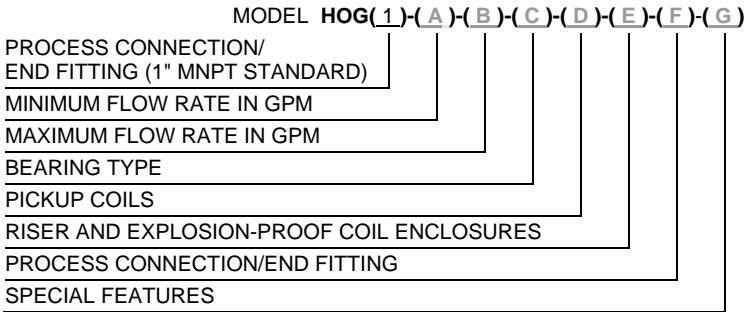 MODEL HOG( 1 )-( A )-( B )-( C )-( D )-( E )-( F )-( G )
PROCESS CONNECTION/
END FITTING (1" MNPT STANDARD)
MINIMUM FLOW RATE IN GPM
MAXIMUM FLOW RATE IN GPM
BEARING TYPE
PICKUP COILS
RISER AND EXPLOSION-PROOF COIL ENCLOSURES
PROCESS CONNECTION/END FITTING
SPECIAL FEATURES